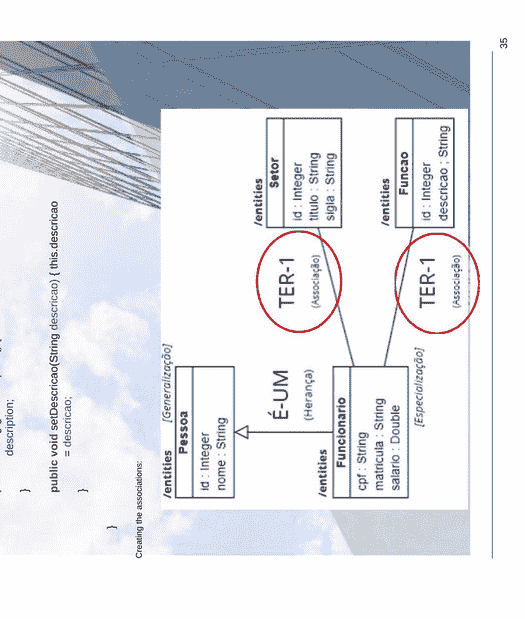 description;
}
public void setDescricao(String descricao) { this.descricao
= descricao;
}
}
Creating the associations:
/entities
[Generalização]
Pessoa
id : Integer
nome : String
É-UM
(Herança)
/entities
Funcionario
cpf : String
matricula : String
salario : Double
[Especialização]
/entities
Setor
id : Integer
titulo : String
sigla : String
TER-1
(Associação)
/entities
Funcao
id : Integer
descricao : String
TER-1
(Associação)
35